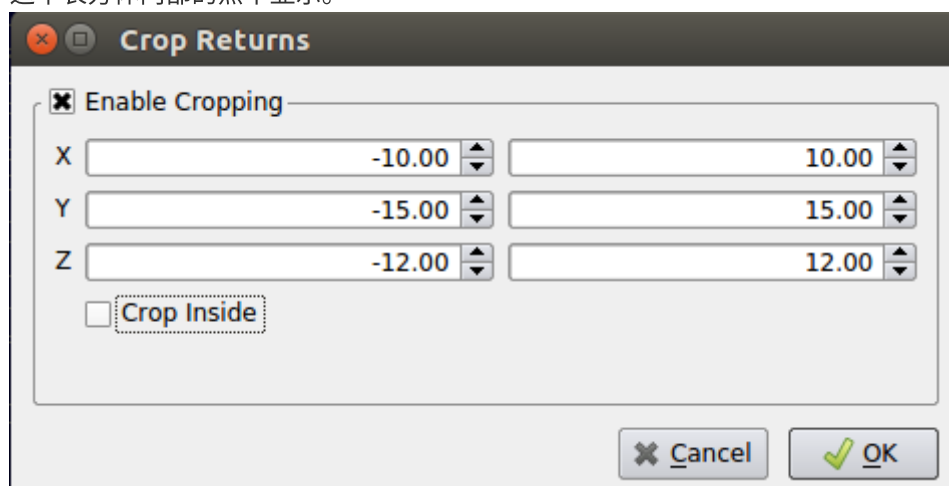 Crop Returns
Enable Cropping
X -10.00 10.00
Y -15.00 15.00
Z -12.00 12.00
Crop Inside
Cancel OK